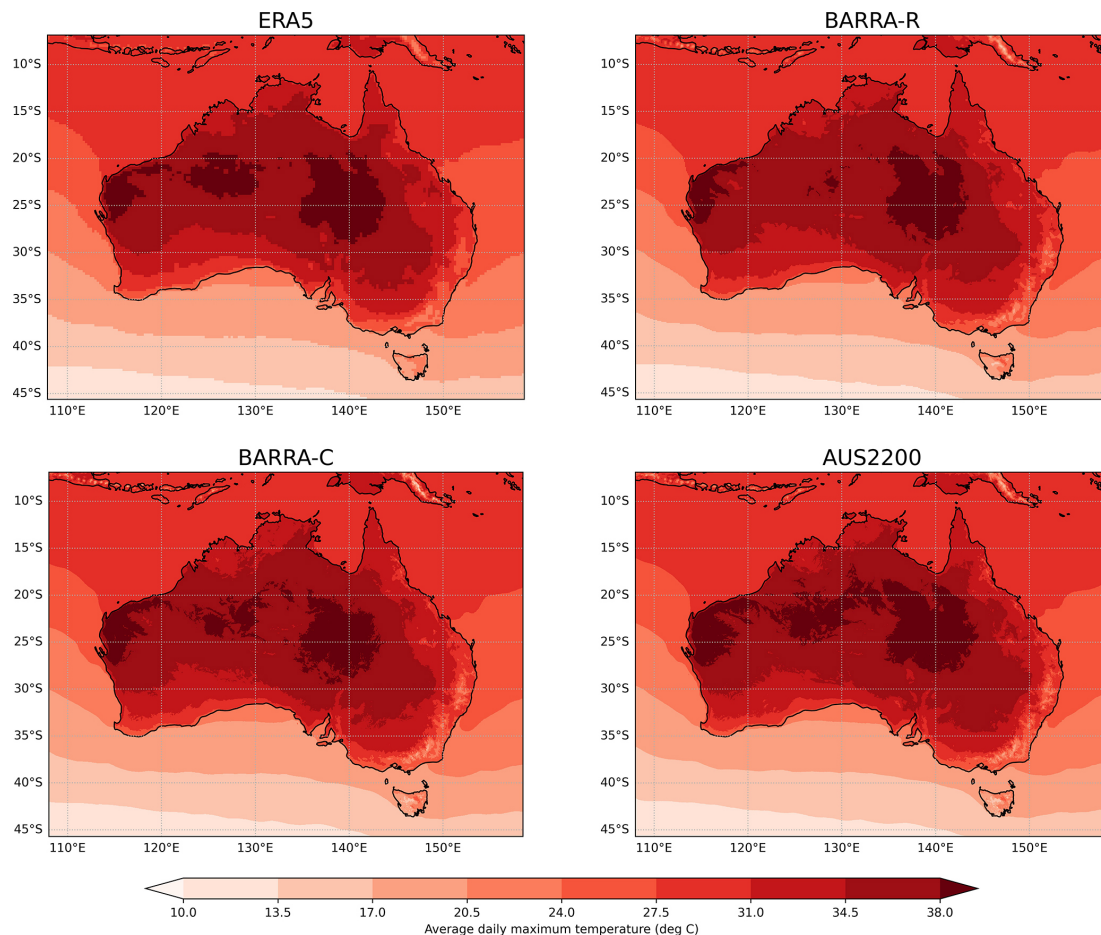 ERA5 BARRA-R
10°S 10°S
15°S 15°S
20°S 20°S
25°S 25°S
30°S 30°S
35°S 35°S
40°S 40°S
45°S 45°S
110°E 120°E 130°E 140°E 150°E 110°E 120°E 130°E 140°E 150°E
BARRA-C AUS2200
10°S 10°S
15°S 15°S
20°S 20°S
25°S 25°S
30°S 30°S
35°S 35°S
40°S 40°S
45°S 45°S
110°E 120°E 130°E 140°E 150°E 110°E 120°E 130°E 140°E 150°E
10.0 13.5 17.0 20.5 24.0 27.5 31.0 34.5 38.0
Average daily maximum temperature (deg C)